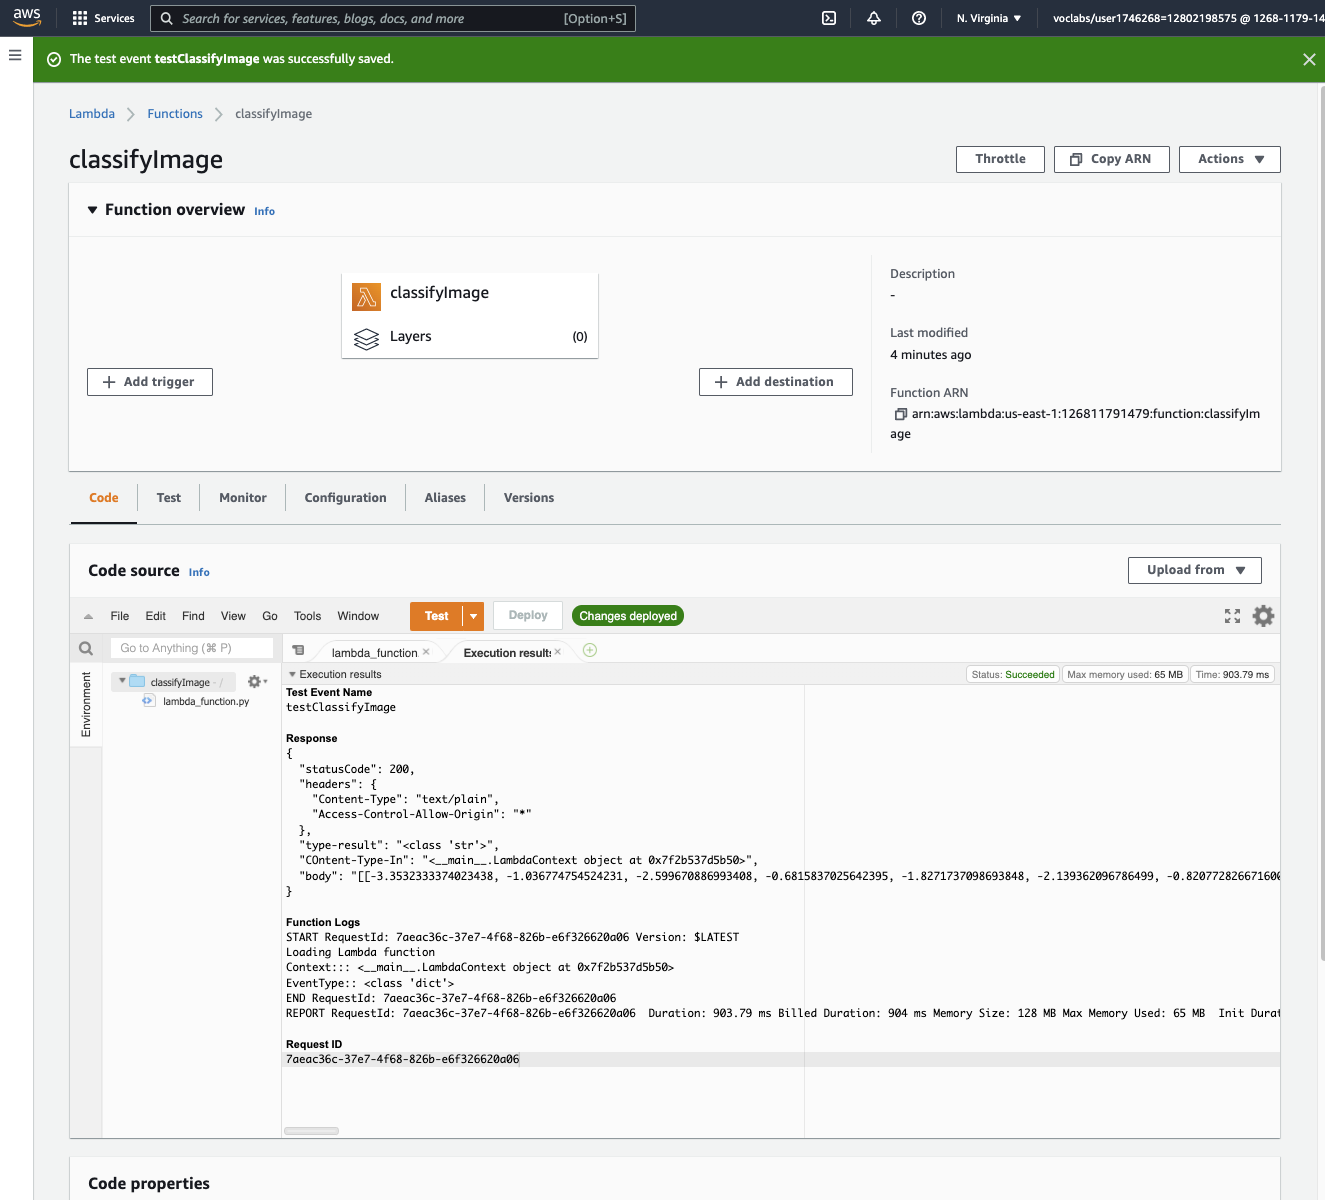 aws Services Search for services, features, blogs, docs, and more [Option+S] N. Virginia ▼ voclabs/user1746268=12802198575 @ 1268-1179-14
The test event testClassifyImage was successfully saved.
Lambda > Functions > classifyImage
classifyImage
Throttle Copy ARN Actions ▼
▼ Function overview Info
classifyImage
Layers (0)
+ Add trigger
+ Add destination
Description
-
Last modified
4 minutes ago
Function ARN
arn:aws:lambda:us-east-1:126811791479:function:classifyIm
age
Code Test Monitor Configuration Aliases Versions
Code source Info
Upload from ▼
File Edit Find View Go Tools Window Test Deploy Changes deployed
Go to Anything (⌘ P)
Environment
classifyImage - /
lambda_function.py
lambda_function × Execution results ×
Execution results
Status: Succeeded Max memory used: 65 MB Time: 903.79 ms
Test Event Name
testClassifyImage
Response
{
"statusCode": 200,
"headers": {
"Content-Type": "text/plain",
"Access-Control-Allow-Origin": "*"
},
"type-result": "<class 'str'>",
"COntent-Type-In": "<__main__.LambdaContext object at 0x7f2b537d5b50>",
"body": "[[-3.3532333374023438, -1.036774754524231, -2.599670886993408, -0.6815837025642395, -1.8271737098693848, -2.139362096786499, -0.820772826671600
}
Function Logs
START RequestId: 7aeac36c-37e7-4f68-826b-e6f326620a06 Version: $LATEST
Loading Lambda function
Context::: <__main__.LambdaContext object at 0x7f2b537d5b50>
EventType:: <class 'dict'>
END RequestId: 7aeac36c-37e7-4f68-826b-e6f326620a06
REPORT RequestId: 7aeac36c-37e7-4f68-826b-e6f326620a06 Duration: 903.79 ms Billed Duration: 904 ms Memory Size: 128 MB Max Memory Used: 65 MB Init Durat
Request ID
7aeac36c-37e7-4f68-826b-e6f326620a06
Code properties